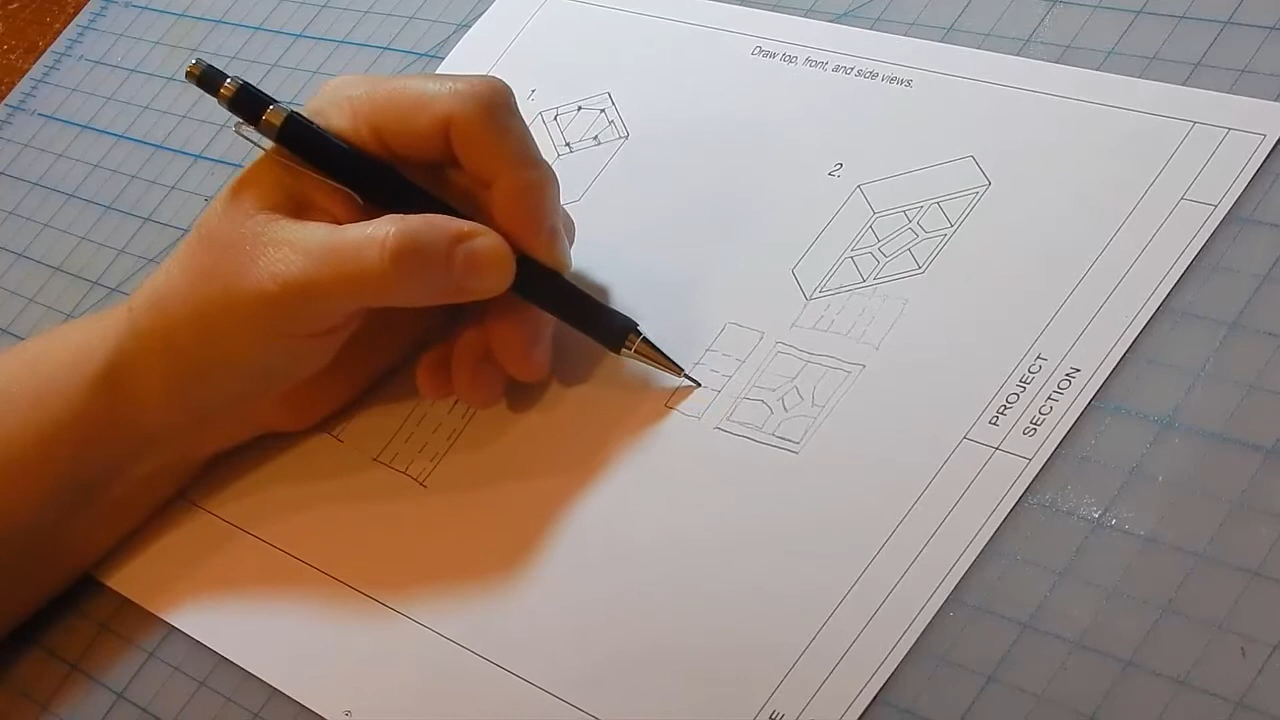 Draw top, front, and side views.
1.
2.
PROJECT
SECTION
E